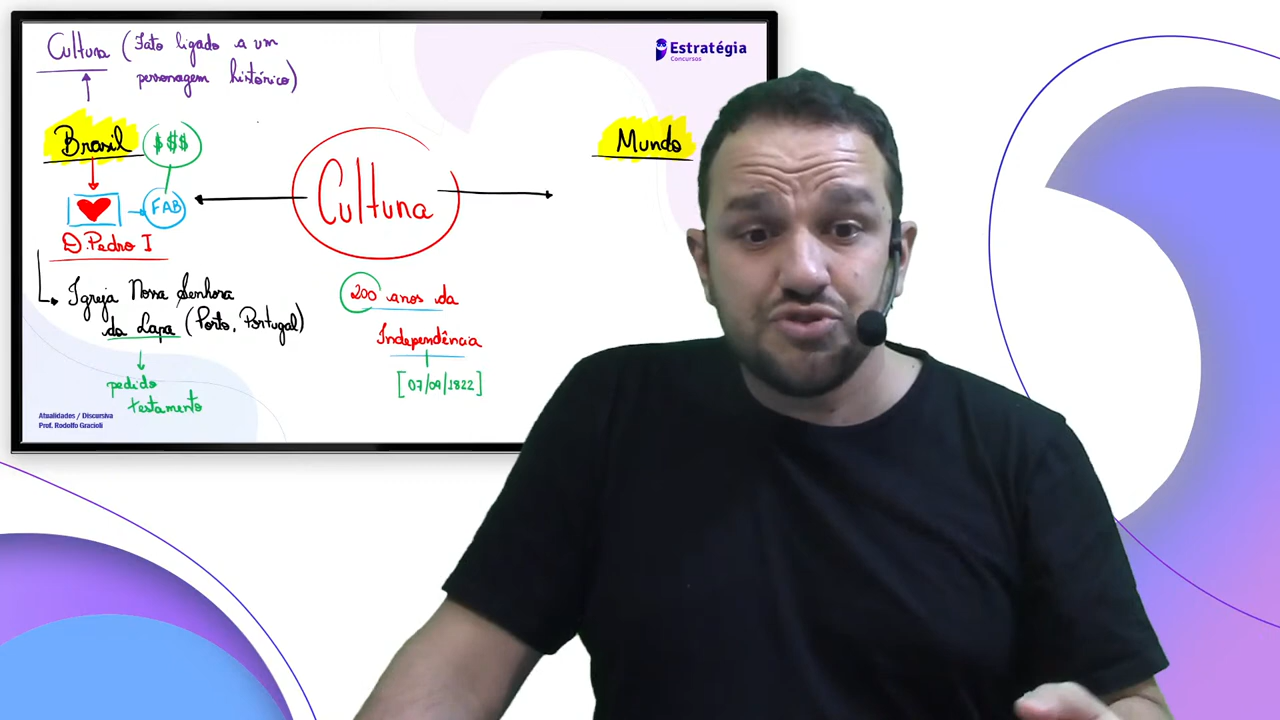 Cultura (Fato ligado a um
personagem histórico)
Estratégia
Concursos
Brasil
$$$
Mundo
FAB
Cultura
D. Pedro I
Igreja Nossa Senhora
da Lapa (Porto, Portugal)
pedido
testamento
200 anos da
Independência
[07/09/1822]
Atualidades / Discursiva
Prof. Rodolfo Gracioli